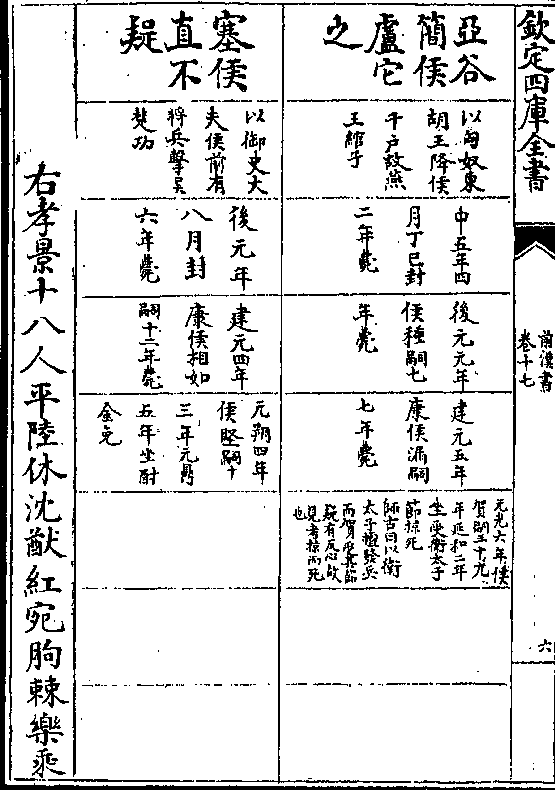 欽定四庫全書
前漢書
卷十七
六
亞谷
簡侯
盧它
之
以匈奴東
胡王降侯
千户故燕
王綰子
中五年四
月丁巳封
二年薨
後元元年
侯種嗣七
年薨
建元五年
康侯漏嗣
七年薨
元光六年侯
賀嗣三十九
年延和二年
坐受衛太子
節掠死
師古曰以衛
太子擅發兵
而賀受其節
疑有反心故
見考掠而死
也
塞侯
直不
疑
以御史大
夫侯前有
將兵擊吴
楚功
後元年
八月封
六年薨
建元四年
康侯相如
嗣十二年薨
元朔四年
侯堅嗣十
三年元鼎
五年坐酎
金免
右孝景十八人平陸休沈猷紅宛朐棘樂乘